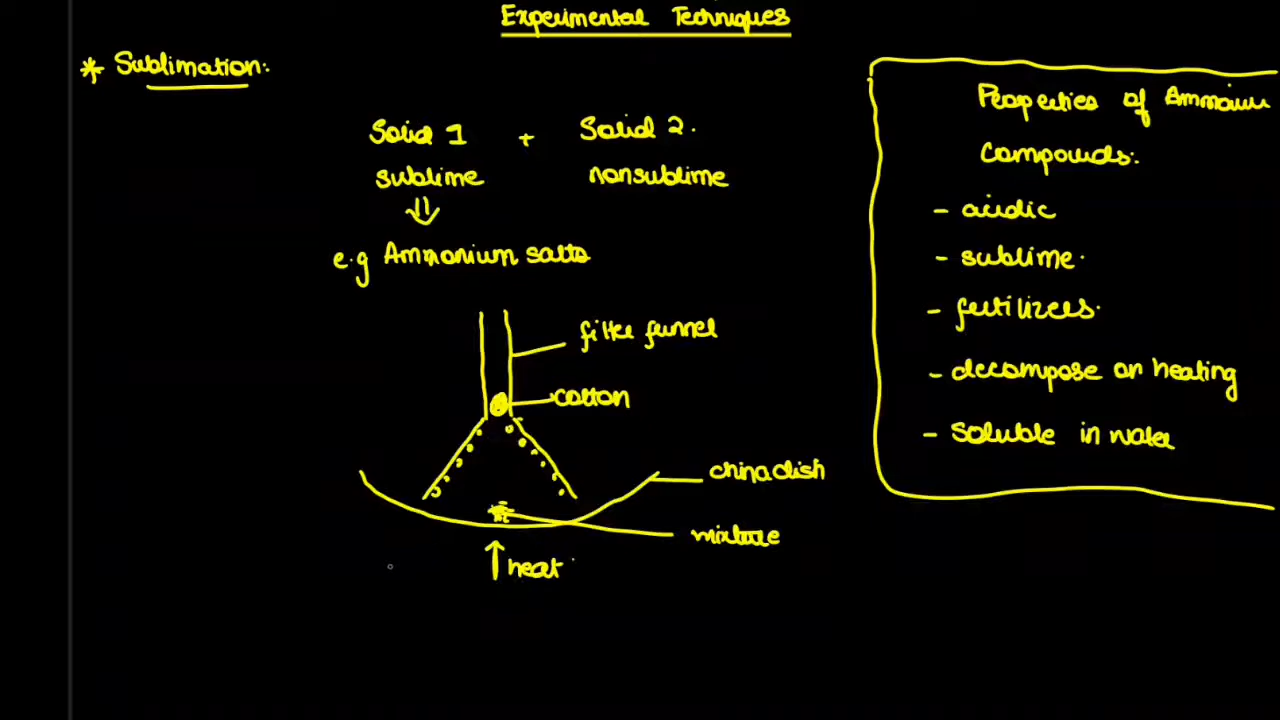 Experimental Techniques
* Sublimation:
Solid 1 + Solid 2.
sublime nonsublime
e.g Ammonium salts
filter funnel
cotton
china dish
mixture
heat
Properties of Ammonium
Compounds:
- acidic
- sublime.
- fertilizers.
- decompose on heating
- Soluble in water